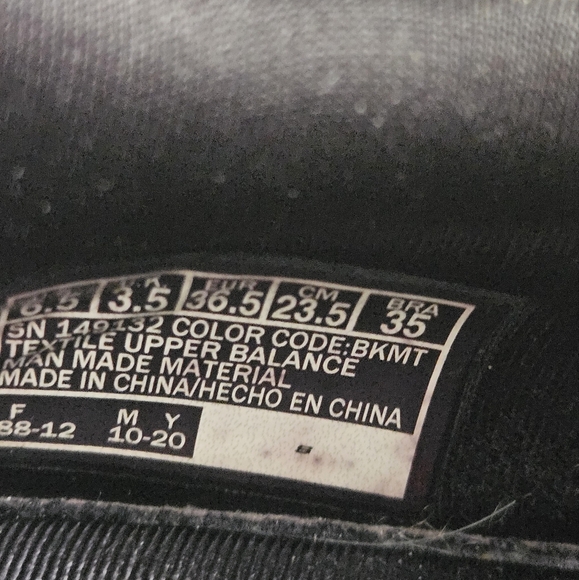 UK EUR CM BRA
6.5 3.5 36.5 23.5 35
SN 149132 COLOR CODE:BKMT
TEXTILE UPPER BALANCE
MAN MADE MATERIAL
MADE IN CHINA/HECHO EN CHINA
F M Y
88-12 10-20